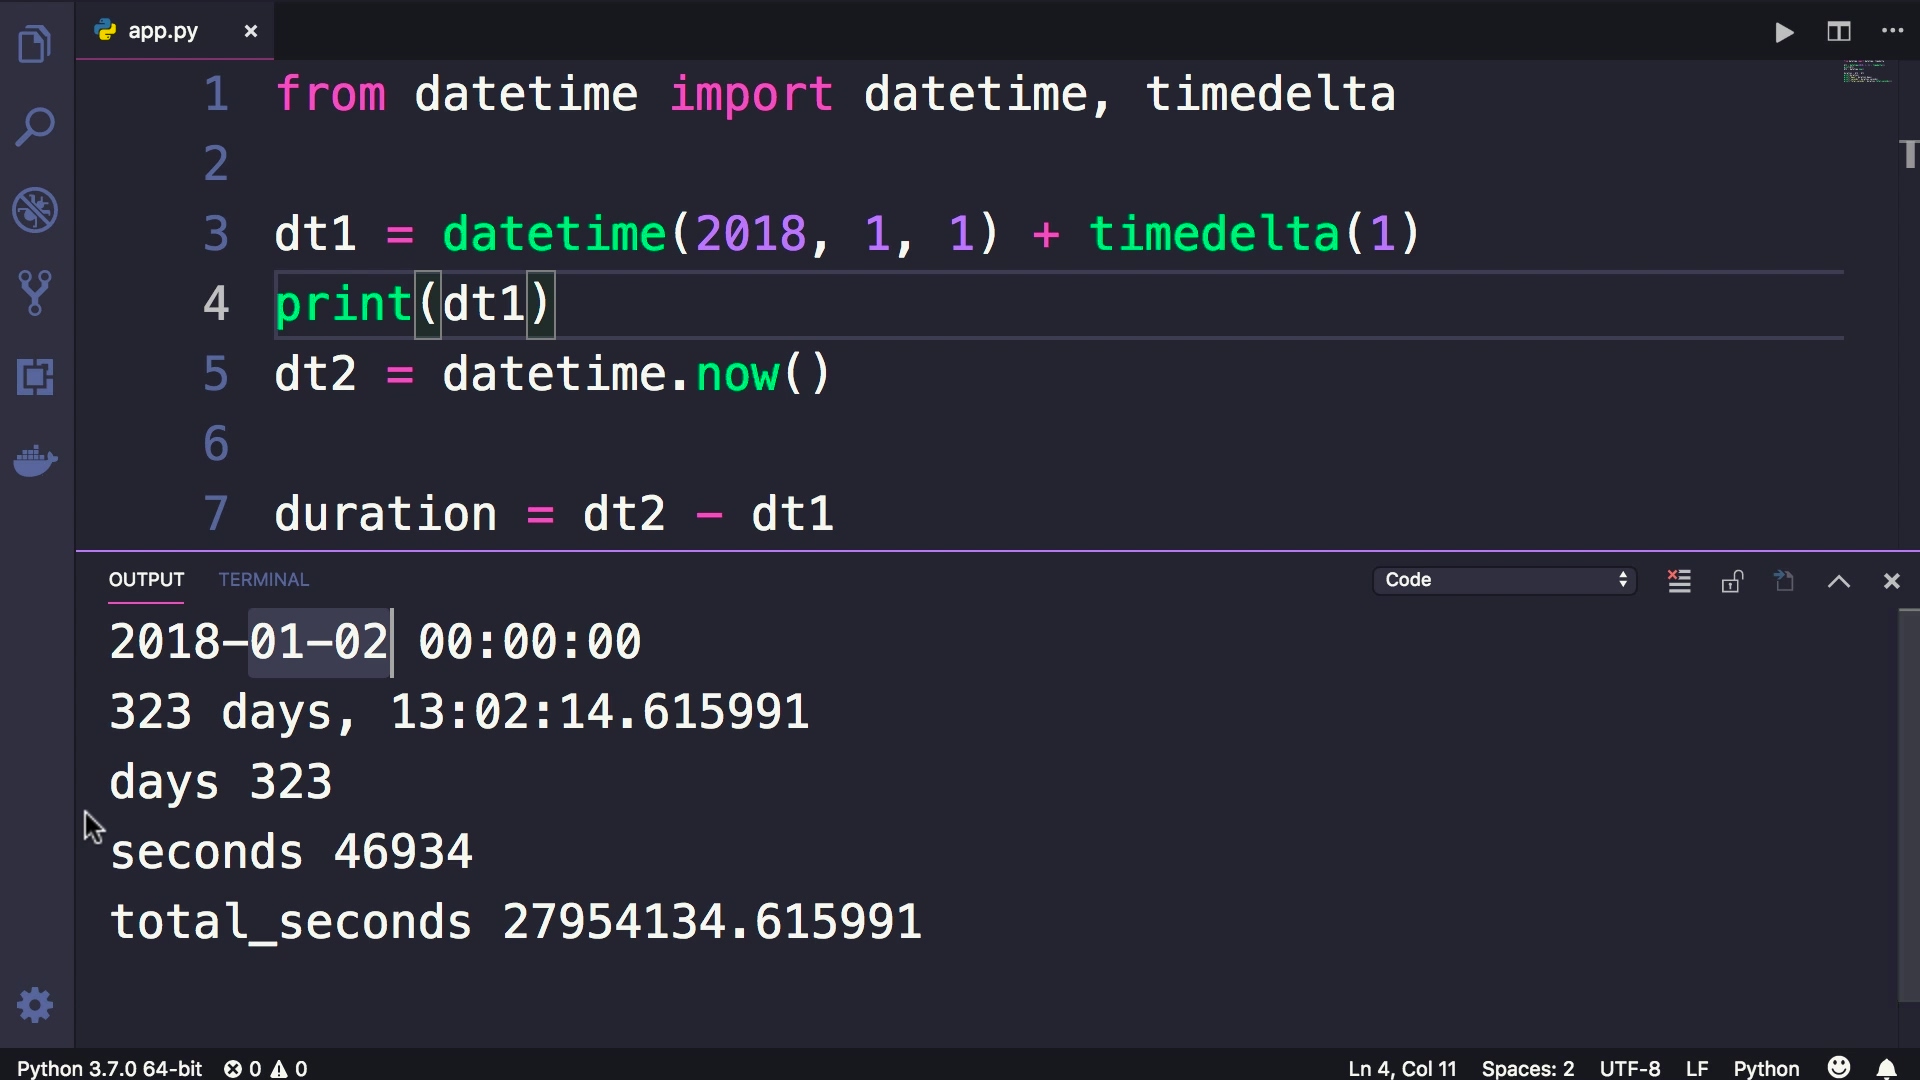 app.py
1 from datetime import datetime, timedelta
2
3 dt1 = datetime(2018, 1, 1) + timedelta(1)
4 print(dt1)
5 dt2 = datetime.now()
6
7 duration = dt2 - dt1
OUTPUT TERMINAL Code
2018-01-02 00:00:00
323 days, 13:02:14.615991
days 323
seconds 46934
total_seconds 27954134.615991
Python 3.7.0 64-bit 0 0 Ln 4, Col 11 Spaces: 2 UTF-8 LF Python